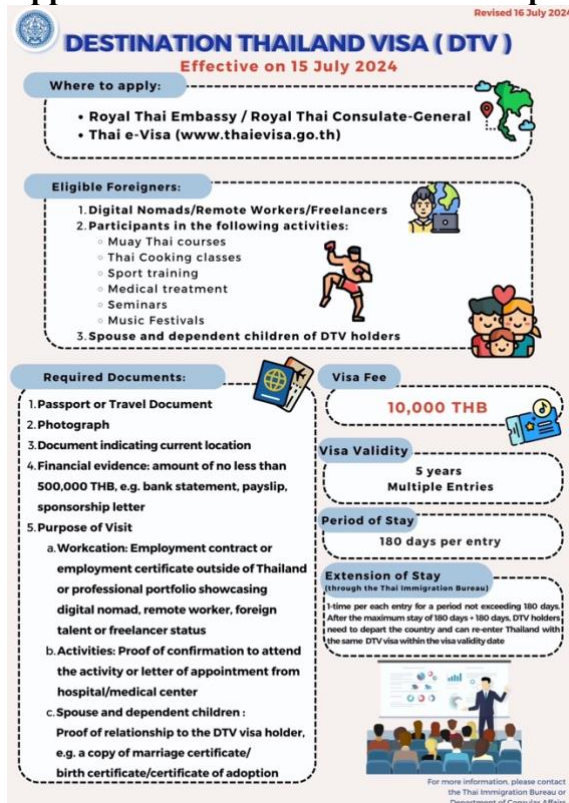 Revised 16 July 2024
DESTINATION THAILAND VISA ( DTV )
Effective on 15 July 2024
Where to apply:
• Royal Thai Embassy / Royal Thai Consulate-General
• Thai e-Visa (www.thaievisa.go.th)
Eligible Foreigners:
1. Digital Nomads/Remote Workers/Freelancers
2. Participants in the following activities:
○ Muay Thai courses
○ Thai Cooking classes
○ Sport training
○ Medical treatment
○ Seminars
○ Music Festivals
3. Spouse and dependent children of DTV holders
Required Documents:
1. Passport or Travel Document
2. Photograph
3. Document indicating current location
4. Financial evidence: amount of no less than
500,000 THB, e.g. bank statement, payslip,
sponsorship letter
5. Purpose of Visit
a. Workcation: Employment contract or
employment certificate outside of Thailand
or professional portfolio showcasing
digital nomad, remote worker, foreign
talent or freelancer status
b. Activities: Proof of confirmation to attend
the activity or letter of appointment from
hospital/medical center
c. Spouse and dependent children :
Proof of relationship to the DTV visa holder,
e.g. a copy of marriage certificate/
birth certificate/certificate of adoption
Visa Fee
10,000 THB
Visa Validity
5 years
Multiple Entries
Period of Stay
180 days per entry
Extension of Stay
(through the Thai Immigration Bureau)
1-time per each entry for a period not exceeding 180 days.
After the maximum stay of 180 days + 180 days, DTV holders
need to depart the country and can re-enter Thailand with
the same DTV visa within the visa validity date
For more information, please contact
the Thai Immigration Bureau or
Department of Consular Affairs